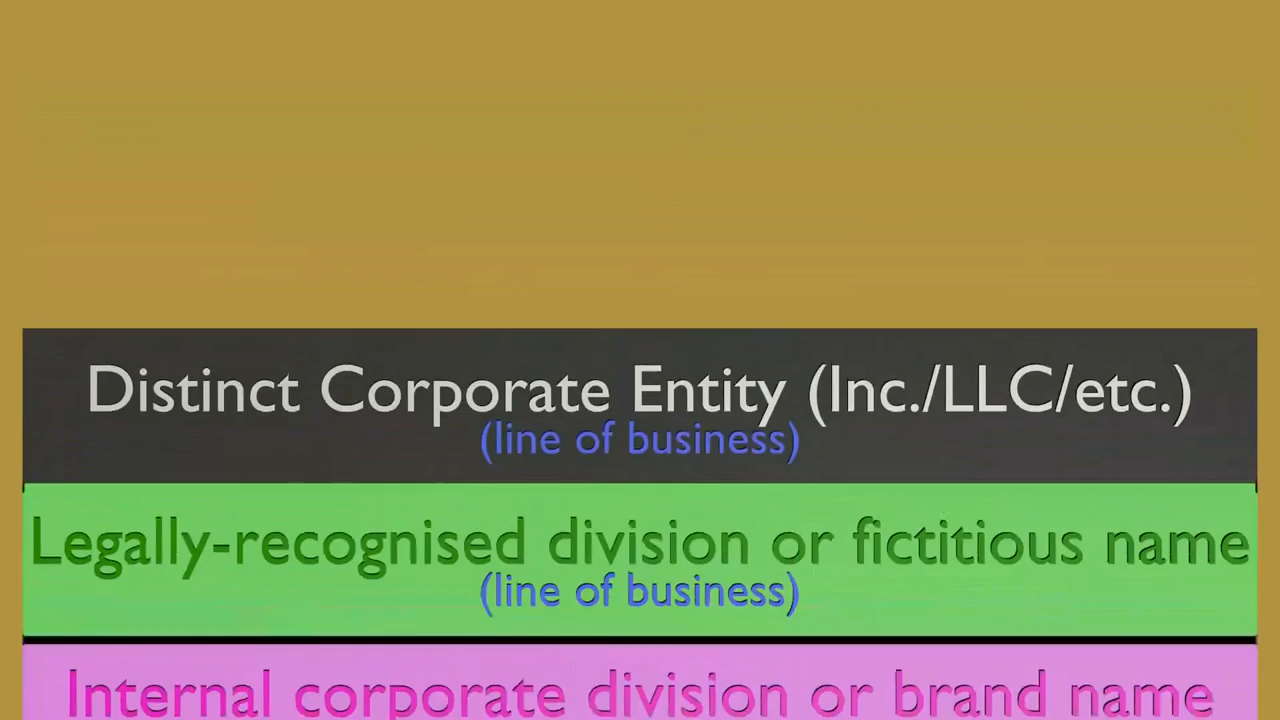 Distinct Corporate Entity (Inc./LLC/etc.)
(line of business)
Legally-recognised division or fictitious name
(line of business)
Internal corporate division or brand name